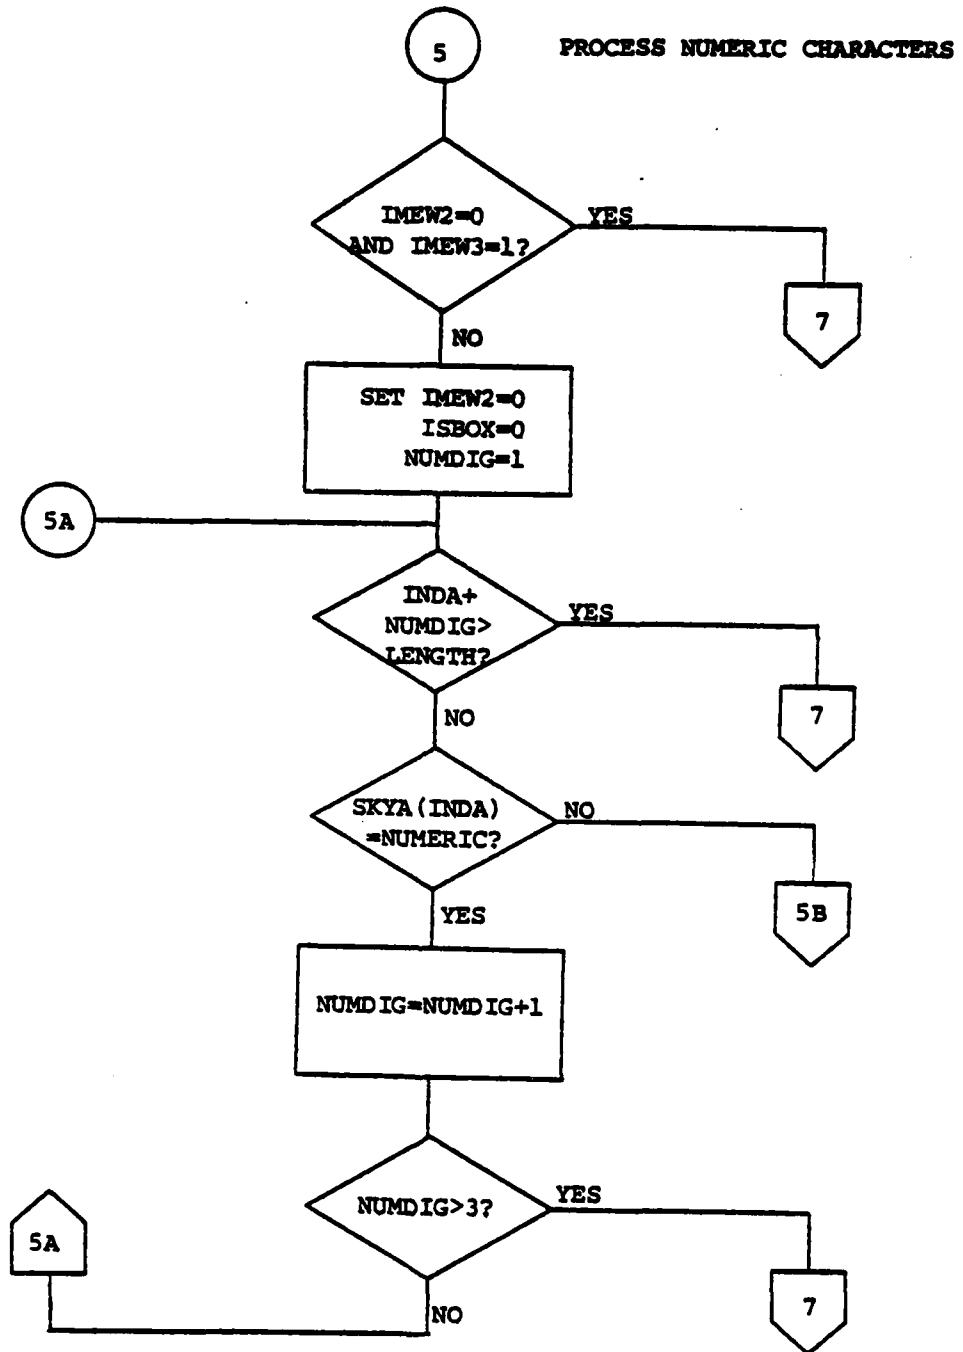 5
PROCESS NUMERIC CHARACTERS
IMEW2=0
AND IMEW3=1?
YES
7
NO
SET IMEW2=0
ISBOX=0
NUMDIG=1
5A
INDA+
NUMDIG>
LENGTH?
YES
7
NO
SKYA(INDA)
=NUMERIC?
NO
5B
YES
NUMDIG=NUMDIG+1
NUMDIG>3?
YES
5A
7
NO